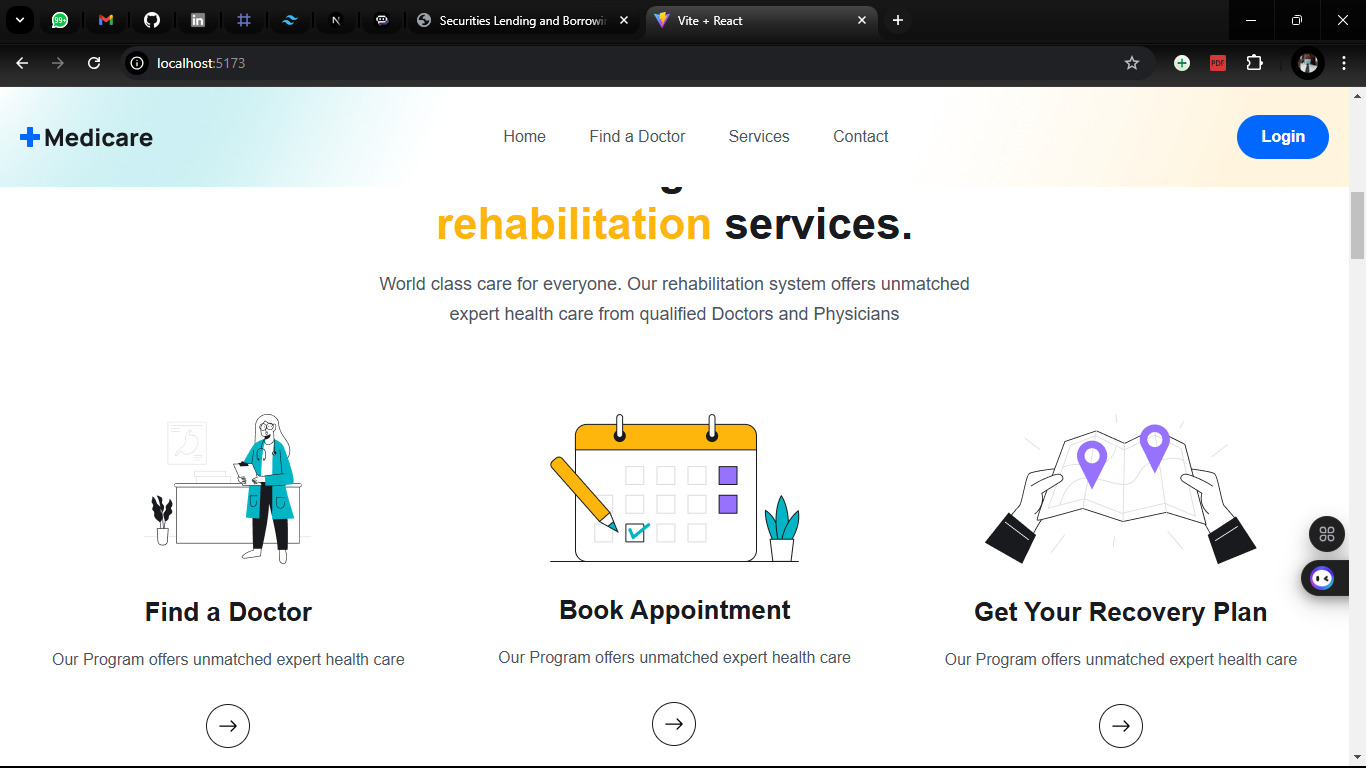 99+
Securities Lending and Borrowin
Vite + React
localhost:5173
PDF
Medicare
Home
Find a Doctor
Services
Contact
Login
rehabilitation services.
World class care for everyone. Our rehabilitation system offers unmatched
expert health care from qualified Doctors and Physicians
Find a Doctor
Book Appointment
Get Your Recovery Plan
Our Program offers unmatched expert health care
Our Program offers unmatched expert health care
Our Program offers unmatched expert health care